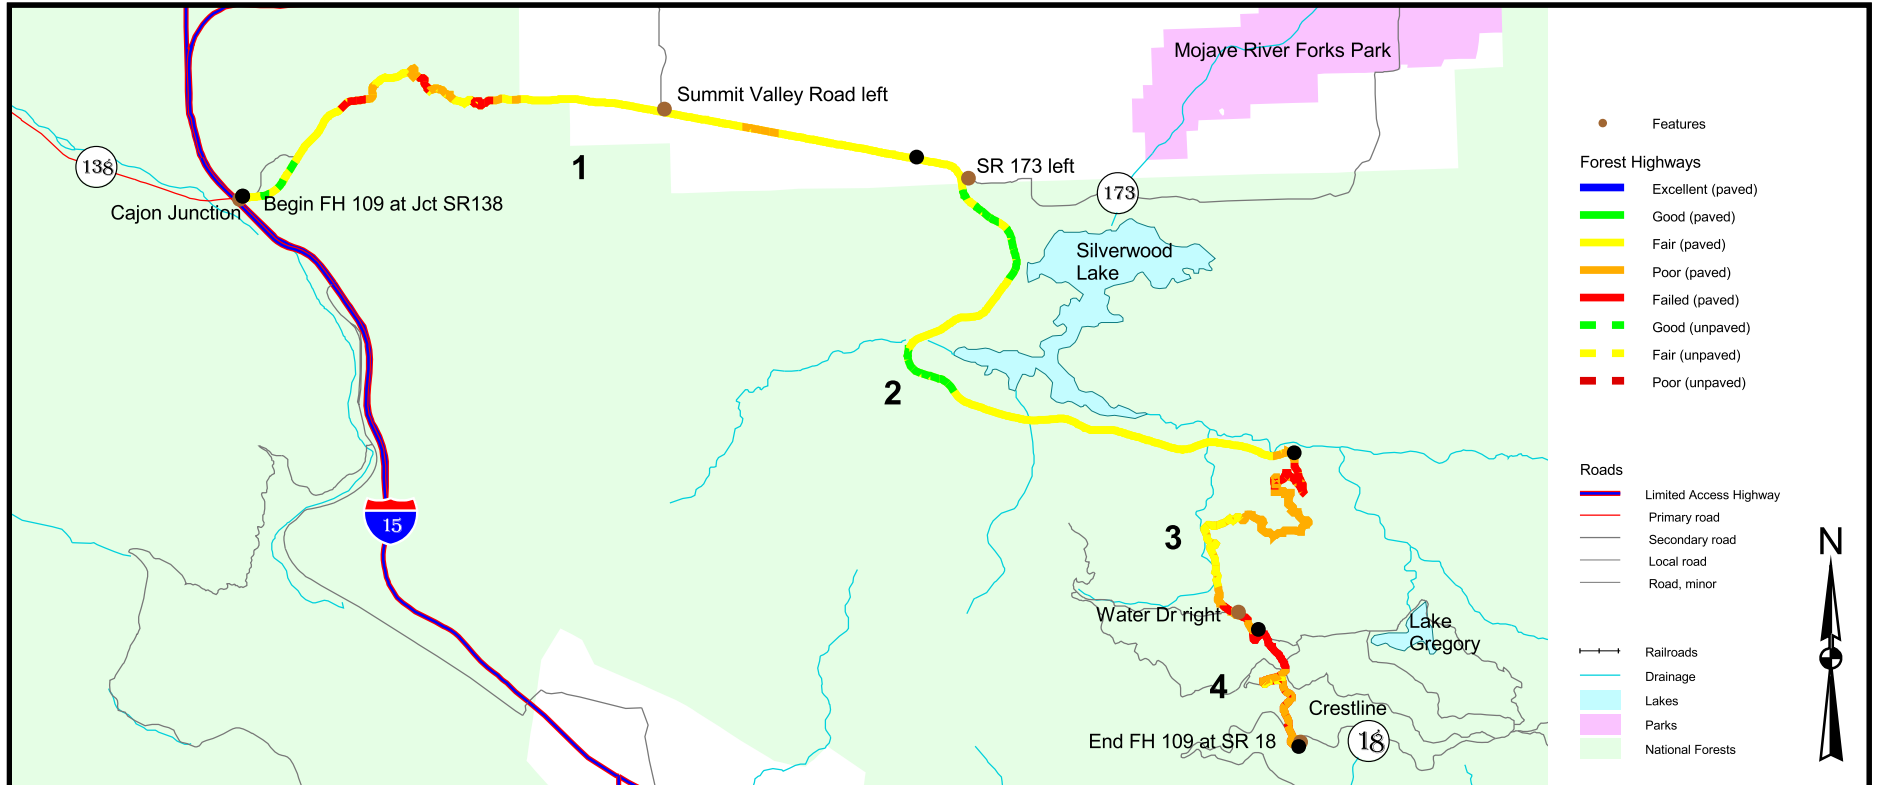 Mojave River Forks Park
Summit Valley Road left
138
1
SR 173 left
173
Cajon Junction
Begin FH 109 at Jct SR138
Silverwood
Lake
2
15
3
Water Dr right
Lake
Gregory
4
Crestline
End FH 109 at SR 18
18
Features
Forest Highways
Excellent (paved)
Good (paved)
Fair (paved)
Poor (paved)
Failed (paved)
Good (unpaved)
Fair (unpaved)
Poor (unpaved)
Roads
Limited Access Highway
Primary road
Secondary road
Local road
Road, minor
N
Railroads
Drainage
Lakes
Parks
National Forests